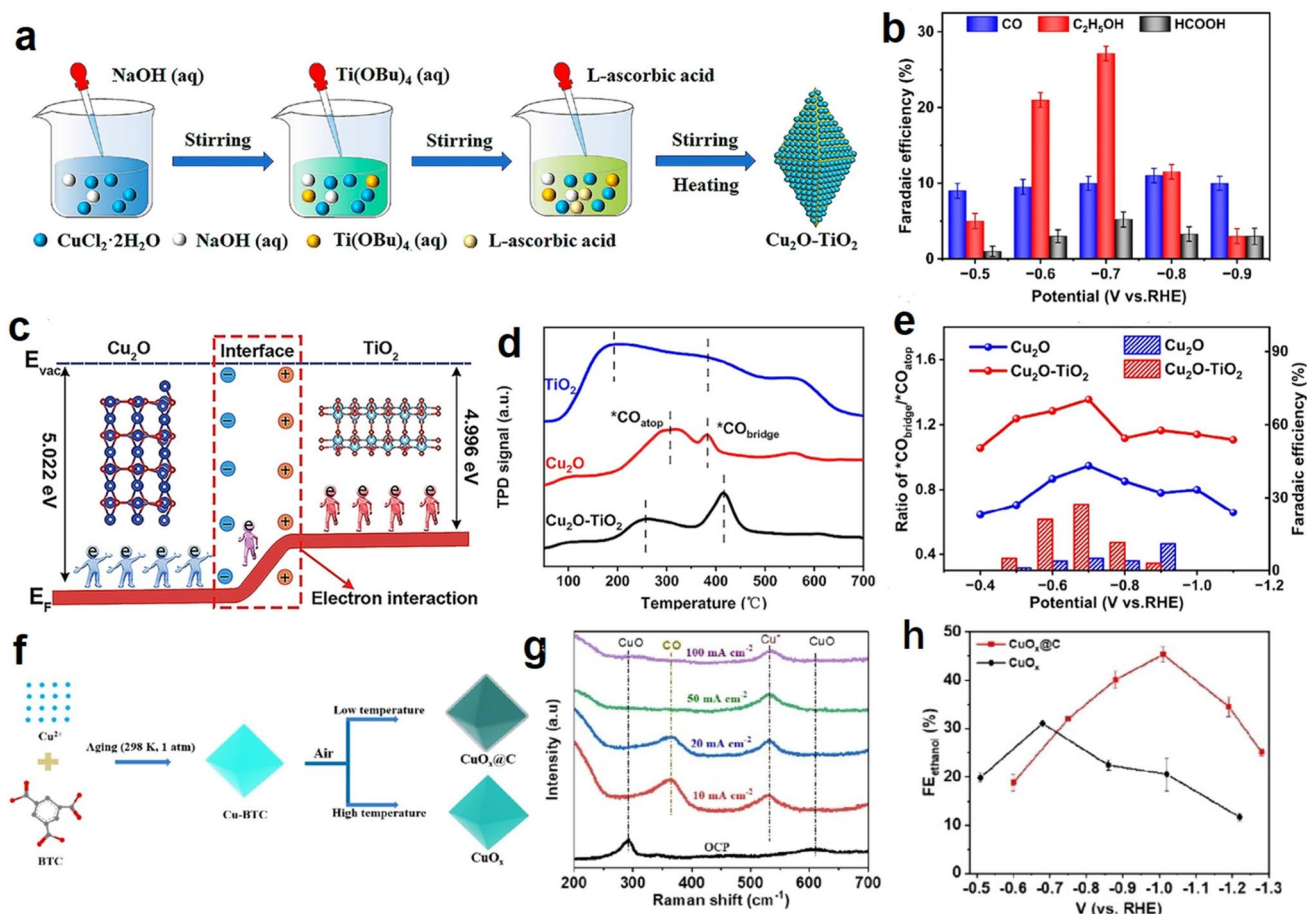 a
NaOH (aq)
Ti(OBu)₄ (aq)
L-ascorbic acid
Stirring
Stirring
Stirring
Heating
CuCl₂·2H₂O
NaOH (aq)
Ti(OBu)₄ (aq)
L-ascorbic acid
Cu₂O-TiO₂
b
CO
C₂H₅OH
HCOOH
Faradaic efficiency (%)
30
20
10
0
−0.5 −0.6 −0.7 −0.8 −0.9
Potential (V vs.RHE)
c
Cu₂O
Interface
TiO₂
E_vac
5.022 eV
4.996 eV
− +
− +
− +
− +
− +
e e e e
e
e e e e
E_F
Electron interaction
d
TPD signal (a.u.)
TiO₂
*CO_atop
*CO_bridge
Cu₂O
Cu₂O-TiO₂
100 200 300 400 500 600 700
Temperature (℃)
e
Cu₂O
Cu₂O-TiO₂
Cu₂O
Cu₂O-TiO₂
Ratio of *CO_bridge/*CO_atop
1.6
1.2
0.8
0.4
90
60
30
0
Faradaic efficiency (%)
−0.4 −0.6 −0.8 −1.0 −1.2
Potential (V vs.RHE)
f
Cu²⁺
BTC
Aging (298 K, 1 atm)
Cu-BTC
Air
Low temperature
High temperature
CuOₓ@C
CuOₓ
g
Intensity (a.u)
CuO
CO
Cu⁺
CuO
100 mA cm⁻²
50 mA cm⁻²
20 mA cm⁻²
10 mA cm⁻²
OCP
200 300 400 500 600 700
Raman shift (cm⁻¹)
h
CuOₓ@C
CuOₓ
FE_ethanol (%)
50
40
30
20
10
0
-0.5 -0.6 -0.7 -0.8 -0.9 -1.0 -1.1 -1.2 -1.3
V (vs. RHE)